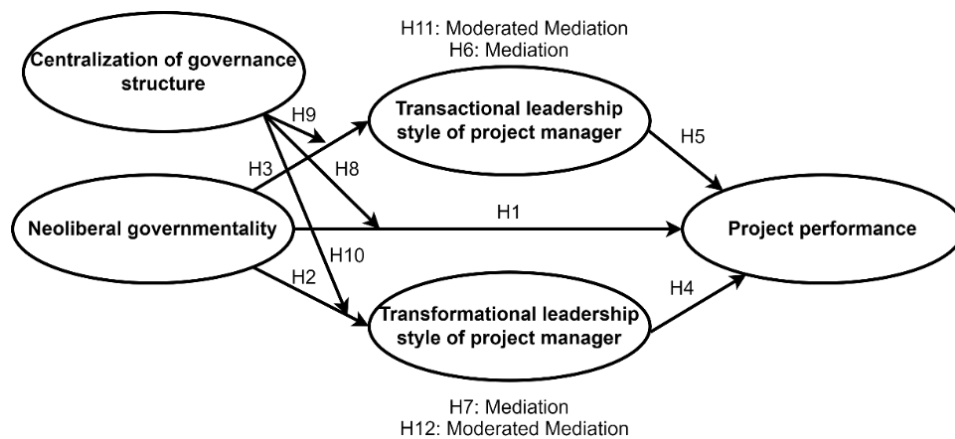 H11: Moderated Mediation
H6: Mediation
Centralization of governance
structure
Transactional leadership
style of project manager
H9
H3
H8
H5
Neoliberal governmentality
H1
Project performance
H10
H2
H4
Transformational leadership
style of project manager
H7: Mediation
H12: Moderated Mediation